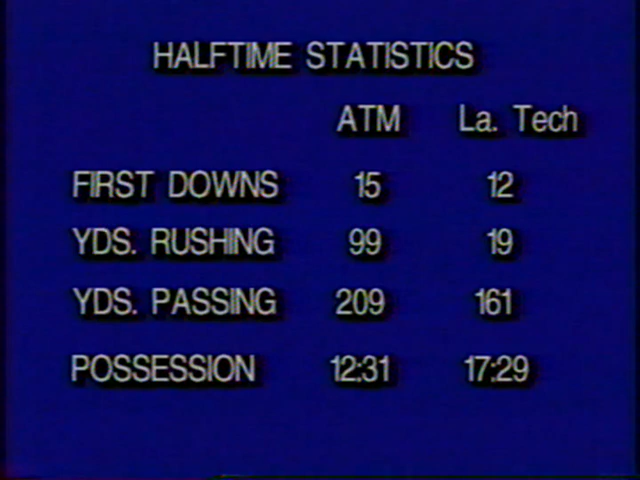 HALFTIME STATISTICS
ATM La. Tech
FIRST DOWNS 15 12
YDS. RUSHING 99 19
YDS. PASSING 209 161
POSSESSION 12:31 17:29